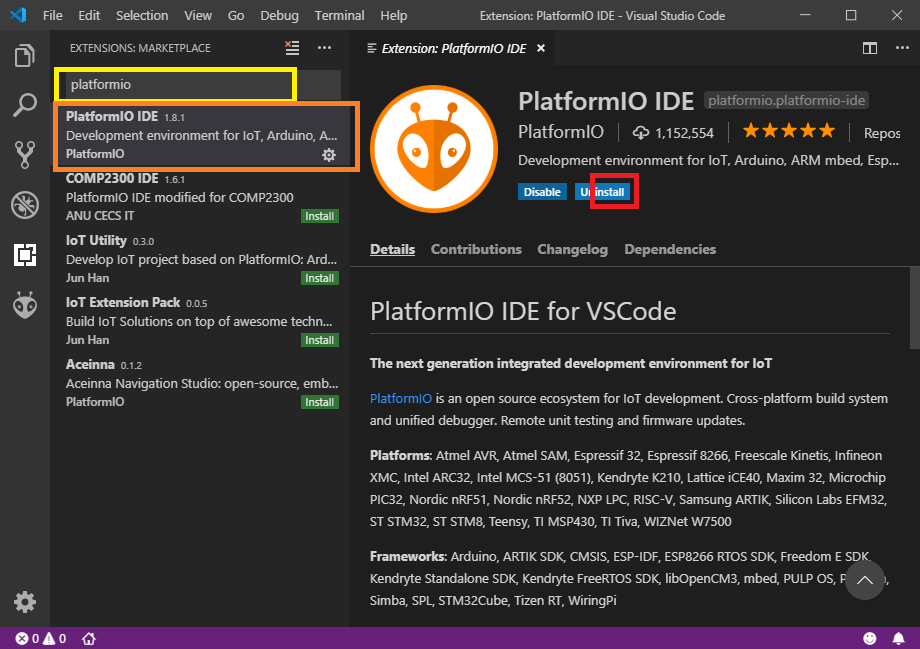 File Edit Selection View Go Debug Terminal Help Extension: PlatformIO IDE - Visual Studio Code
EXTENSIONS: MARKETPLACE
platformio
PlatformIO IDE 1.8.1
Development environment for IoT, Arduino, A...
PlatformIO
COMP2300 IDE 1.6.1
PlatformIO IDE modified for COMP2300
ANU CECS IT Install
IoT Utility 0.3.0
Develop IoT project based on PlatformIO: Ard...
Jun Han Install
IoT Extension Pack 0.0.5
Build IoT Solutions on top of awesome techn...
Jun Han Install
Aceinna 0.1.2
Aceinna Navigation Studio: open-source, emb...
PlatformIO Install
Extension: PlatformIO IDE
PlatformIO IDE platformio.platformio-ide
PlatformIO 1,152,554 Repos
Development environment for IoT, Arduino, ARM mbed, Esp...
Disable Uninstall
Details Contributions Changelog Dependencies
PlatformIO IDE for VSCode
The next generation integrated development environment for IoT
PlatformIO is an open source ecosystem for IoT development. Cross-platform build system
and unified debugger. Remote unit testing and firmware updates.
Platforms: Atmel AVR, Atmel SAM, Espressif 32, Espressif 8266, Freescale Kinetis, Infineon
XMC, Intel ARC32, Intel MCS-51 (8051), Kendryte K210, Lattice iCE40, Maxim 32, Microchip
PIC32, Nordic nRF51, Nordic nRF52, NXP LPC, RISC-V, Samsung ARTIK, Silicon Labs EFM32,
ST STM32, ST STM8, Teensy, TI MSP430, TI Tiva, WIZNet W7500
Frameworks: Arduino, ARTIK SDK, CMSIS, ESP-IDF, ESP8266 RTOS SDK, Freedom E SDK,
Kendryte Standalone SDK, Kendryte FreeRTOS SDK, libOpenCM3, mbed, PULP OS,
Simba, SPL, STM32Cube, Tizen RT, WiringPi
0 0